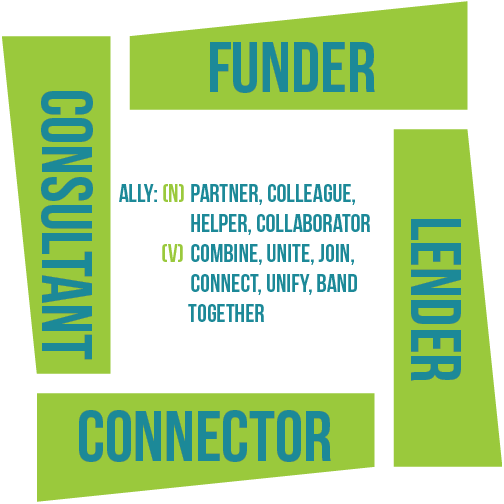 FUNDER
CONSULTANT
ALLY: (N) PARTNER, COLLEAGUE,
HELPER, COLLABORATOR
(V) COMBINE, UNITE, JOIN,
CONNECT, UNIFY, BAND
TOGETHER
LENDER
CONNECTOR